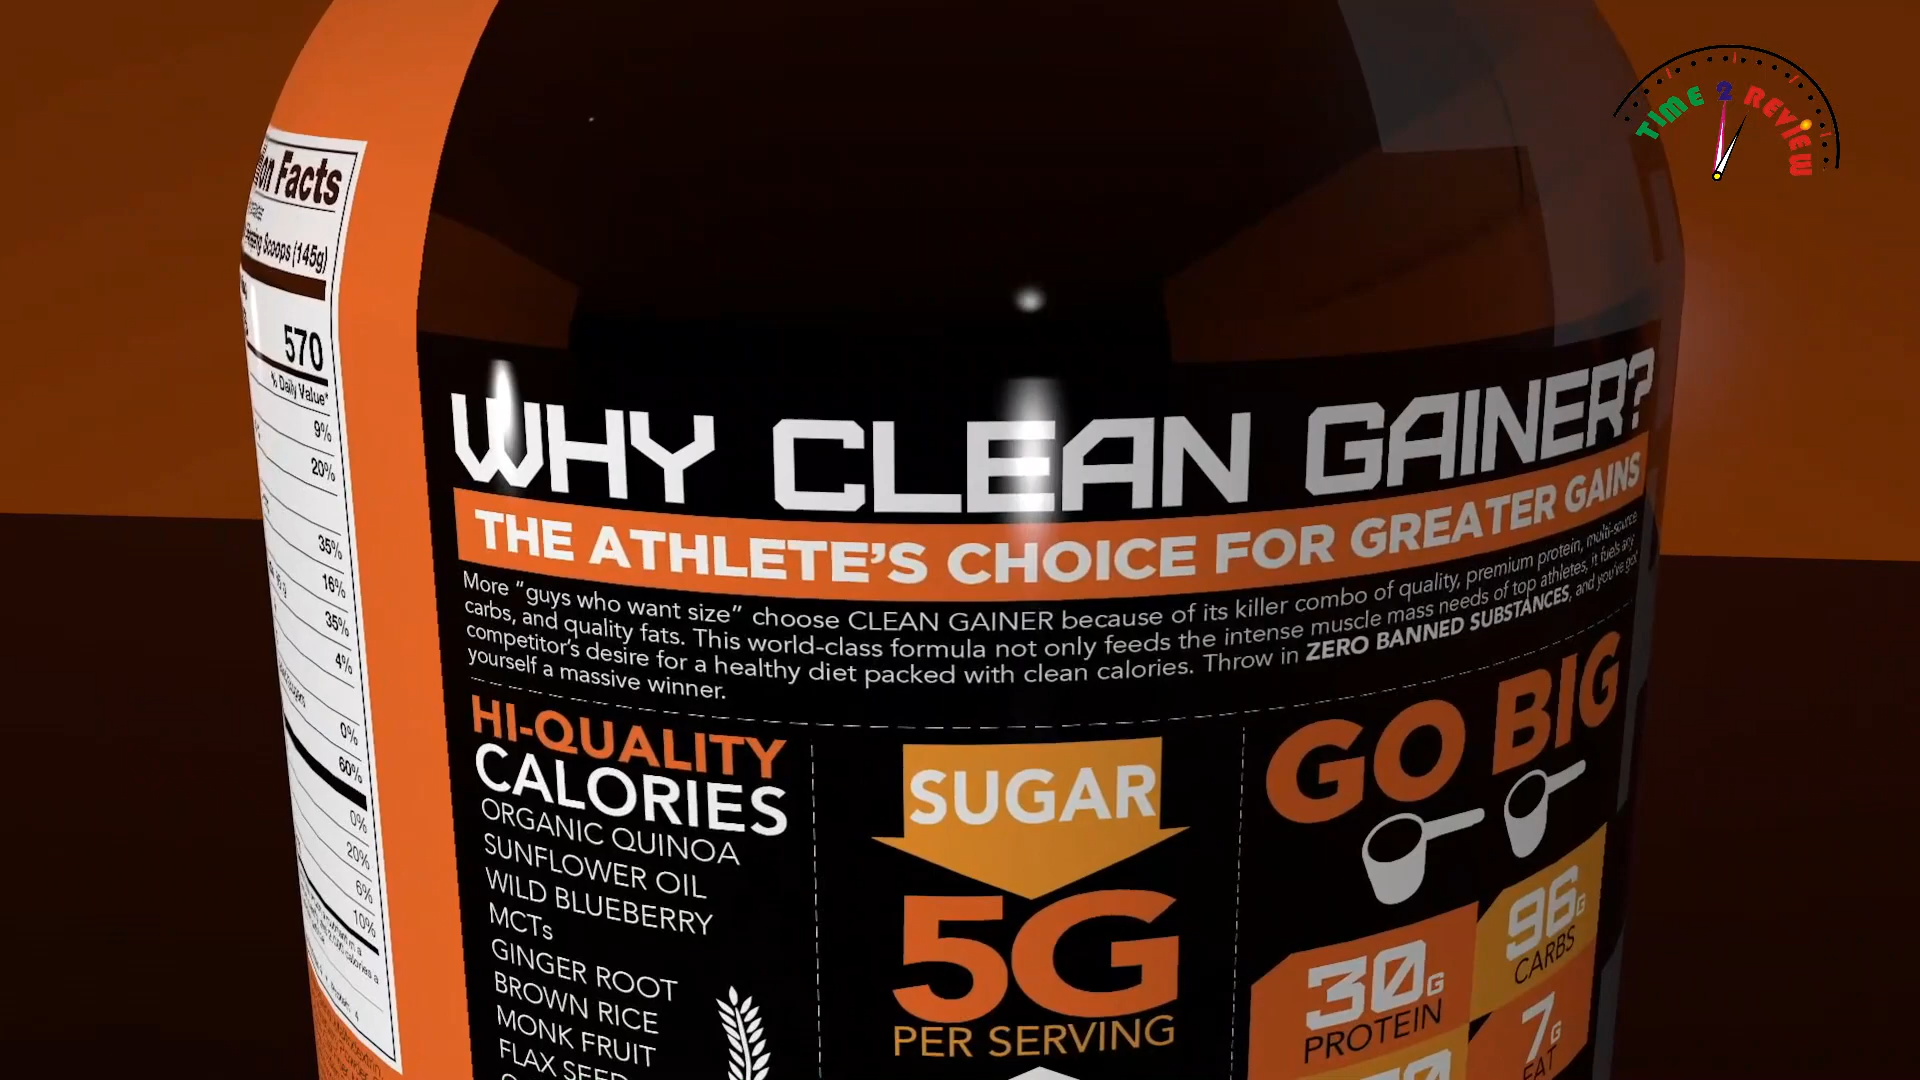 TIME 2 REVIEW
Facts
Scoops (145g)
570
% Daily Value*
9%
20%
35%
16%
35%
4%
0%
60%
0%
20%
6%
10%
WHY CLEAN GAINER?
THE ATHLETE'S CHOICE FOR GREATER GAINS
More "guys who want size" choose CLEAN GAINER because of its killer combo of quality, premium protein, multi-source
carbs, and quality fats. This world-class formula not only feeds the intense muscle mass needs of top athletes, it fuels any
competitor's desire for a healthy diet packed with clean calories. Throw in ZERO BANNED SUBSTANCES, and you've got
yourself a massive winner.
HI-QUALITY
CALORIES
ORGANIC QUINOA
SUNFLOWER OIL
WILD BLUEBERRY
MCTs
GINGER ROOT
BROWN RICE
MONK FRUIT
FLAX SEED
SUGAR
5G
PER SERVING
GO BIG
30G
PROTEIN
96G
CARBS
7G
FAT